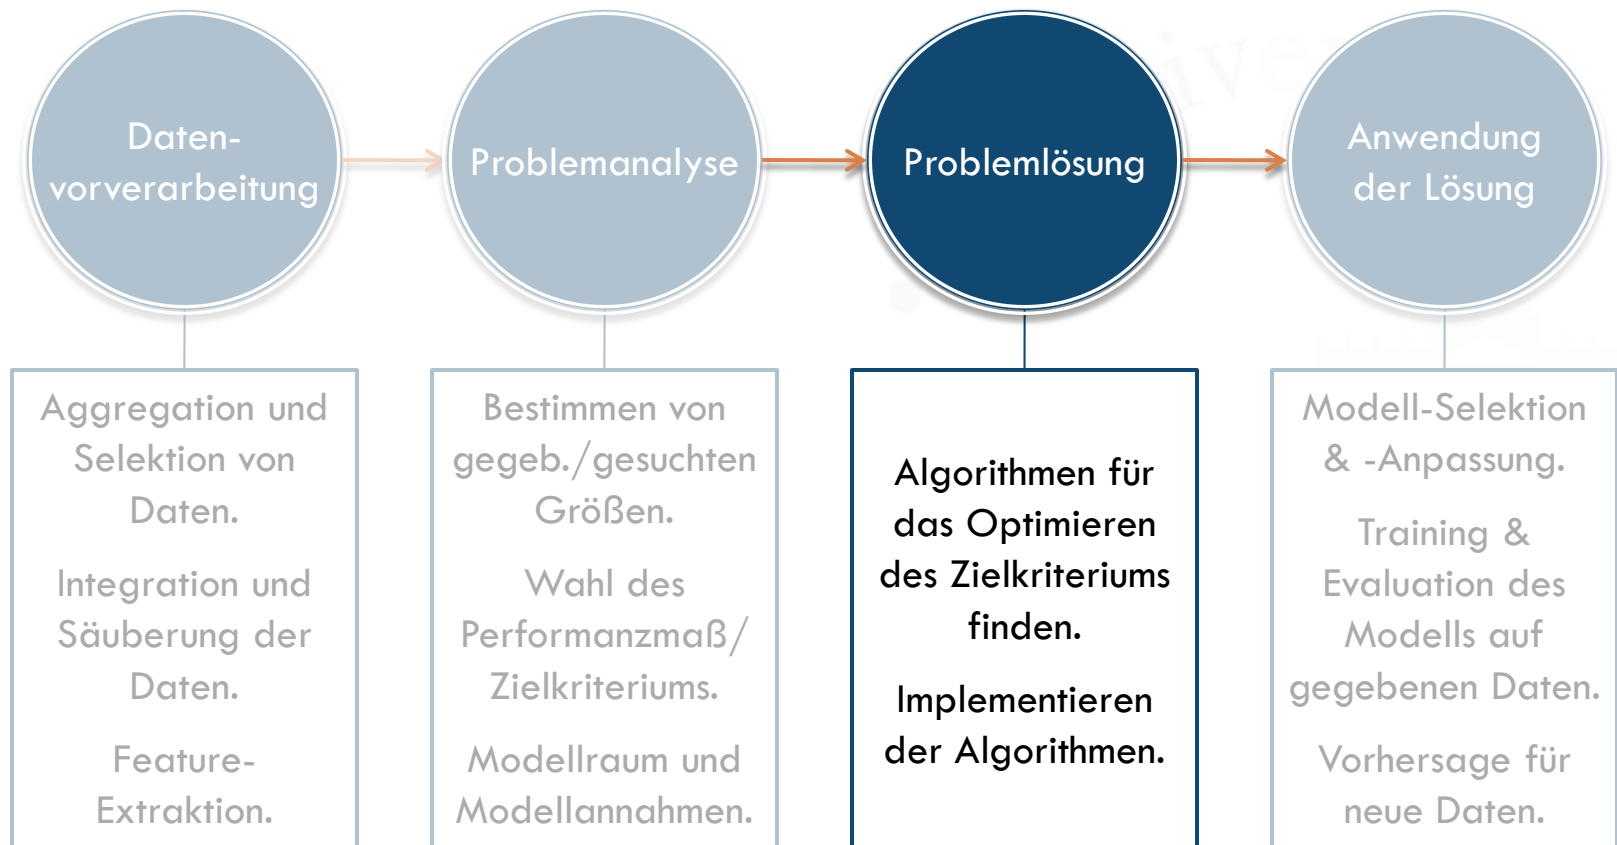 Daten-
vorverarbeitung
Problemanalyse
Problemlösung
Anwendung
der Lösung
Aggregation und
Selektion von
Daten.
Integration und
Säuberung der
Daten.
Feature-
Extraktion.
Bestimmen von
gegeb./gesuchten
Größen.
Wahl des
Performanzmaß/
Zielkriteriums.
Modellraum und
Modellannahmen.
Algorithmen für
das Optimieren
des Zielkriteriums
finden.
Implementieren
der Algorithmen.
Modell-Selektion
& -Anpassung.
Training &
Evaluation des
Modells auf
gegebenen Daten.
Vorhersage für
neue Daten.